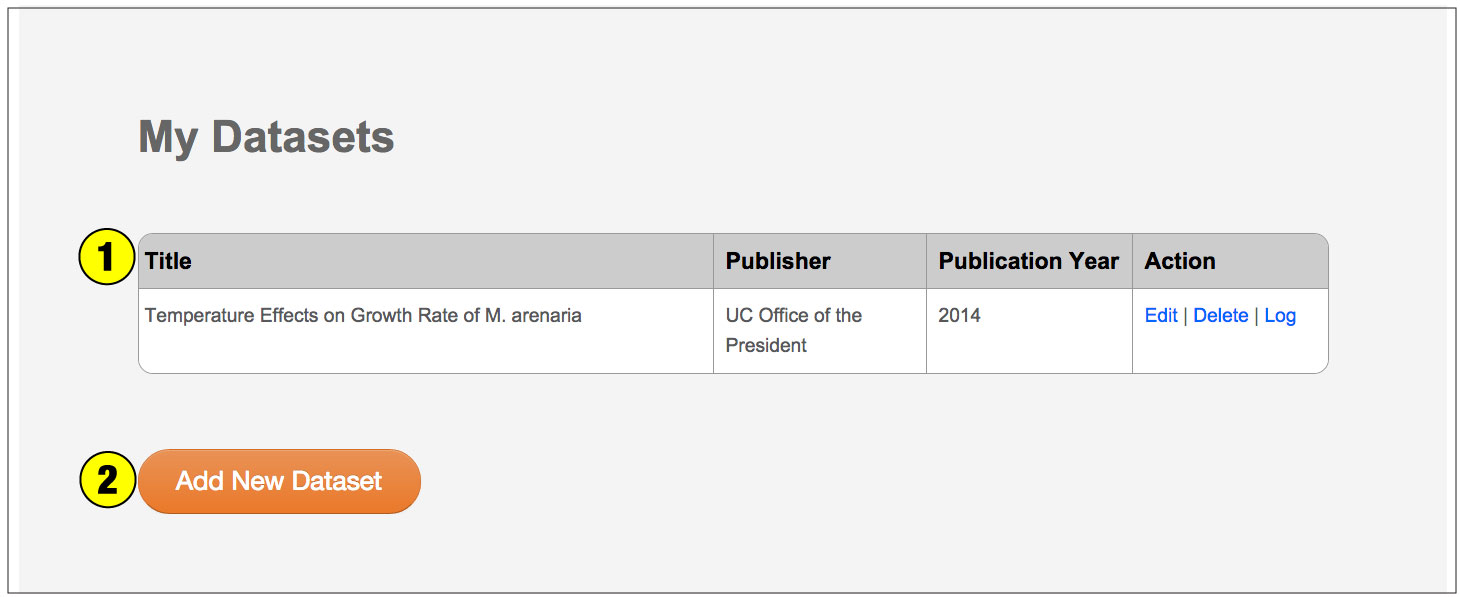 My Datasets
1
Title Publisher Publication Year Action
Temperature Effects on Growth Rate of M. arenaria UC Office of the 2014 Edit | Delete | Log
President
2
Add New Dataset